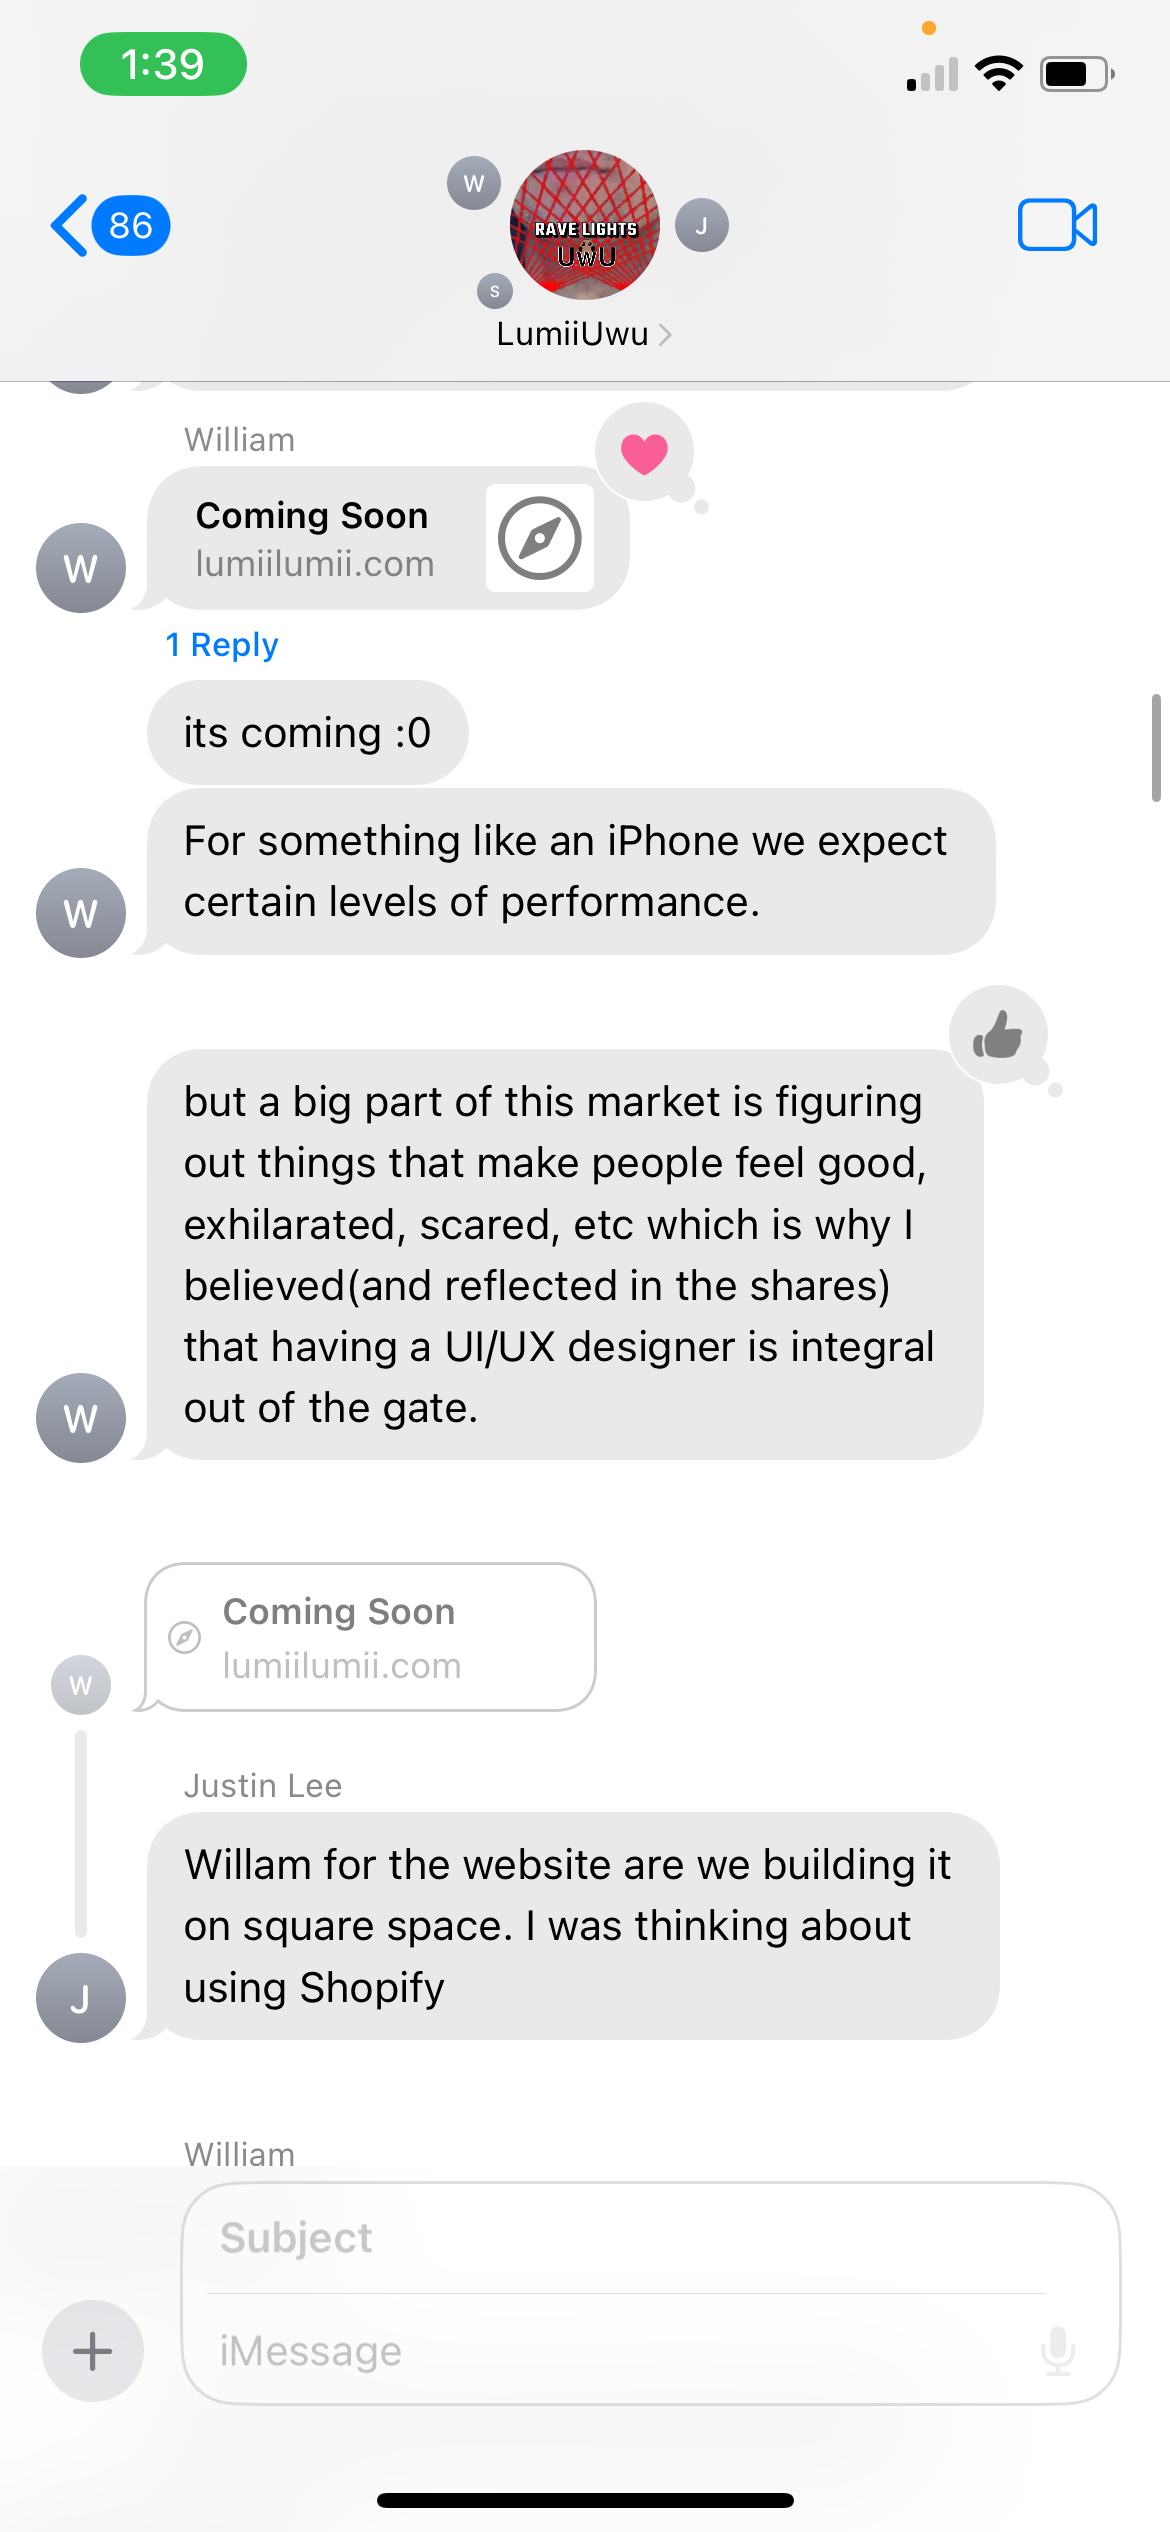 1:39
86
W
RAVE LIGHTS
UWU
J
S
LumiiUwu
William
Coming Soon
lumiilumii.com
W
1 Reply
its coming :0
For something like an iPhone we expect
certain levels of performance.
W
but a big part of this market is figuring
out things that make people feel good,
exhilarated, scared, etc which is why I
believed(and reflected in the shares)
that having a UI/UX designer is integral
out of the gate.
W
Coming Soon
lumiilumii.com
W
Justin Lee
Willam for the website are we building it
on square space. I was thinking about
using Shopify
J
William
Subject
iMessage